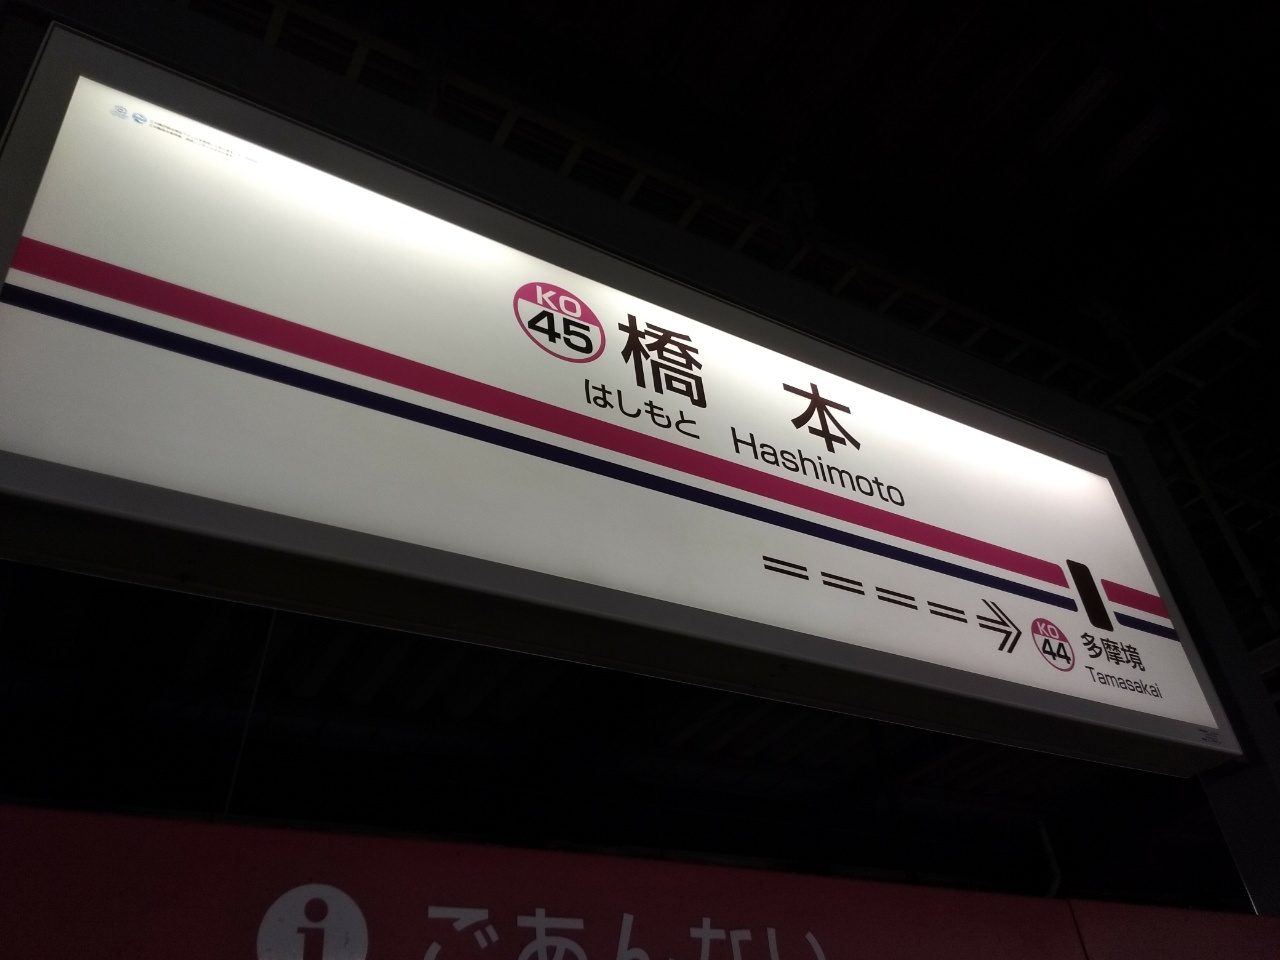 KO
45
橋本
はしもと Hashimoto
KO
44
多摩境
Tamasakai
i ごあんない